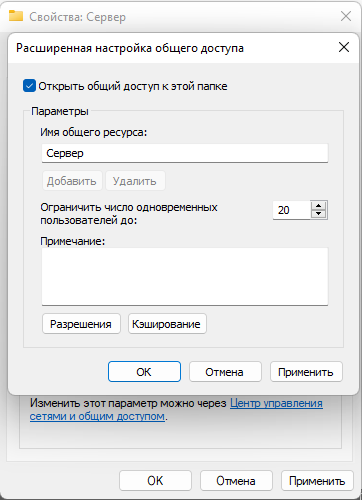 Свойства: Сервер
Расширенная настройка общего доступа
Открыть общий доступ к этой папке
Параметры
Имя общего ресурса:
Сервер
Добавить Удалить
Ограничить число одновременных
пользователей до:
20
Примечание:
Разрешения Кэширование
ОК Отмена Применить
Изменить этот параметр можно через Центр управления
сетями и общим доступом.
ОК Отмена Применить